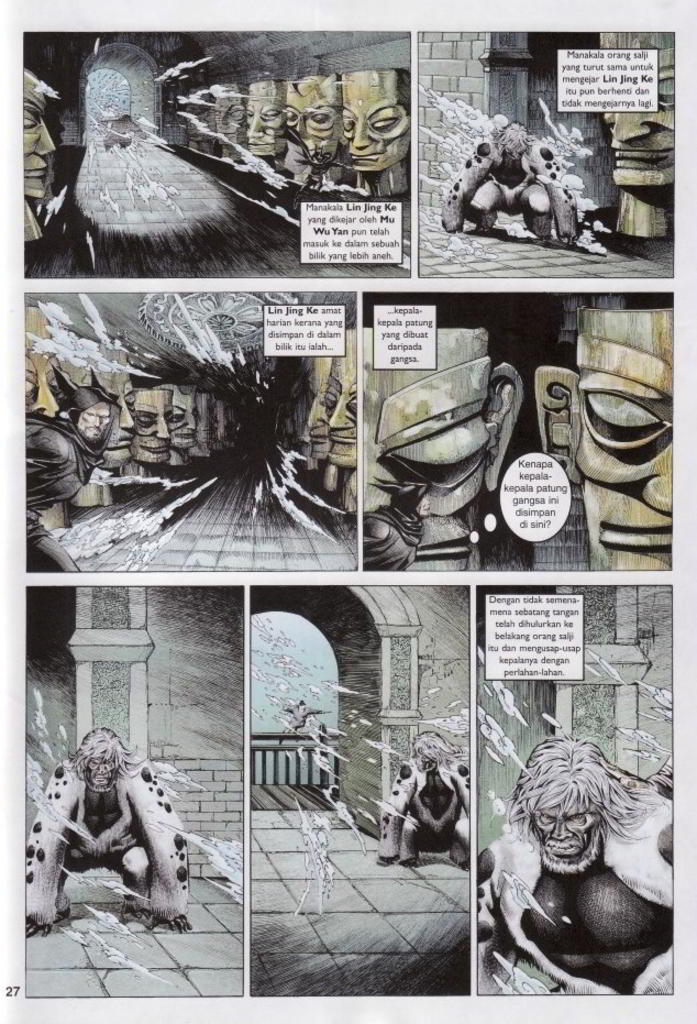 Manakala Lin Jing Ke
yang dikejar oleh Mu
Wu Yan pun telah
masuk ke dalam sebuah
bilik yang lebih aneh.
Manakala orang salji
yang turut sama untuk
mengejar Lin Jing Ke
itu pun berhenti dan
tidak mengejarnya lagi.
Lin Jing Ke amat
harian kerana yang
disimpan di dalam
bilik itu ialah...
...kepala-
kepala patung
yang dibuat
daripada
gangsa.
Kenapa
kepala-
kepala patung
gangsa ini
disimpan
di sini?
Dengan tidak semena-
mena sebatang tangan
telah dihulurkan ke
belakang orang salji
itu dan mengusap-usap
kepalanya dengan
perlahan-lahan.
27